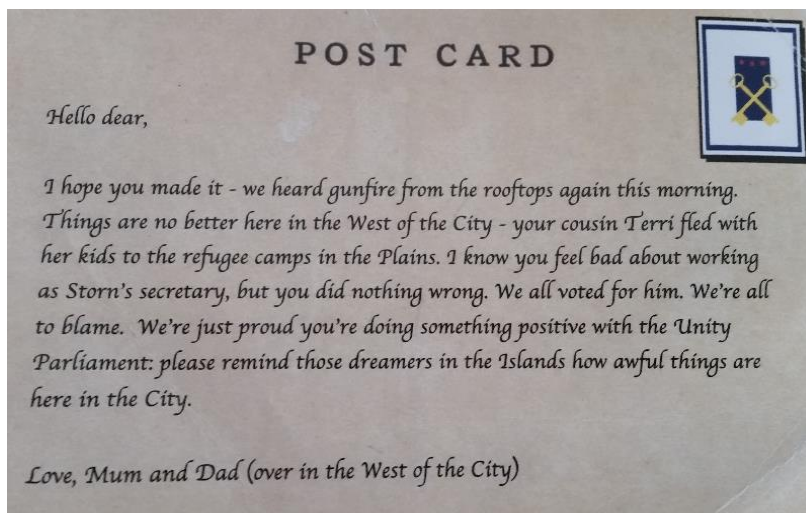 POST CARD
Hello dear,
I hope you made it - we heard gunfire from the rooftops again this morning.
Things are no better here in the West of the City - your cousin Terri fled with
her kids to the refugee camps in the Plains. I know you feel bad about working
as Storn's secretary, but you did nothing wrong. We all voted for him. We're all
to blame.  We're just proud you're doing something positive with the Unity
Parliament: please remind those dreamers in the Islands how awful things are
here in the City.
Love, Mum and Dad (over in the West of the City)